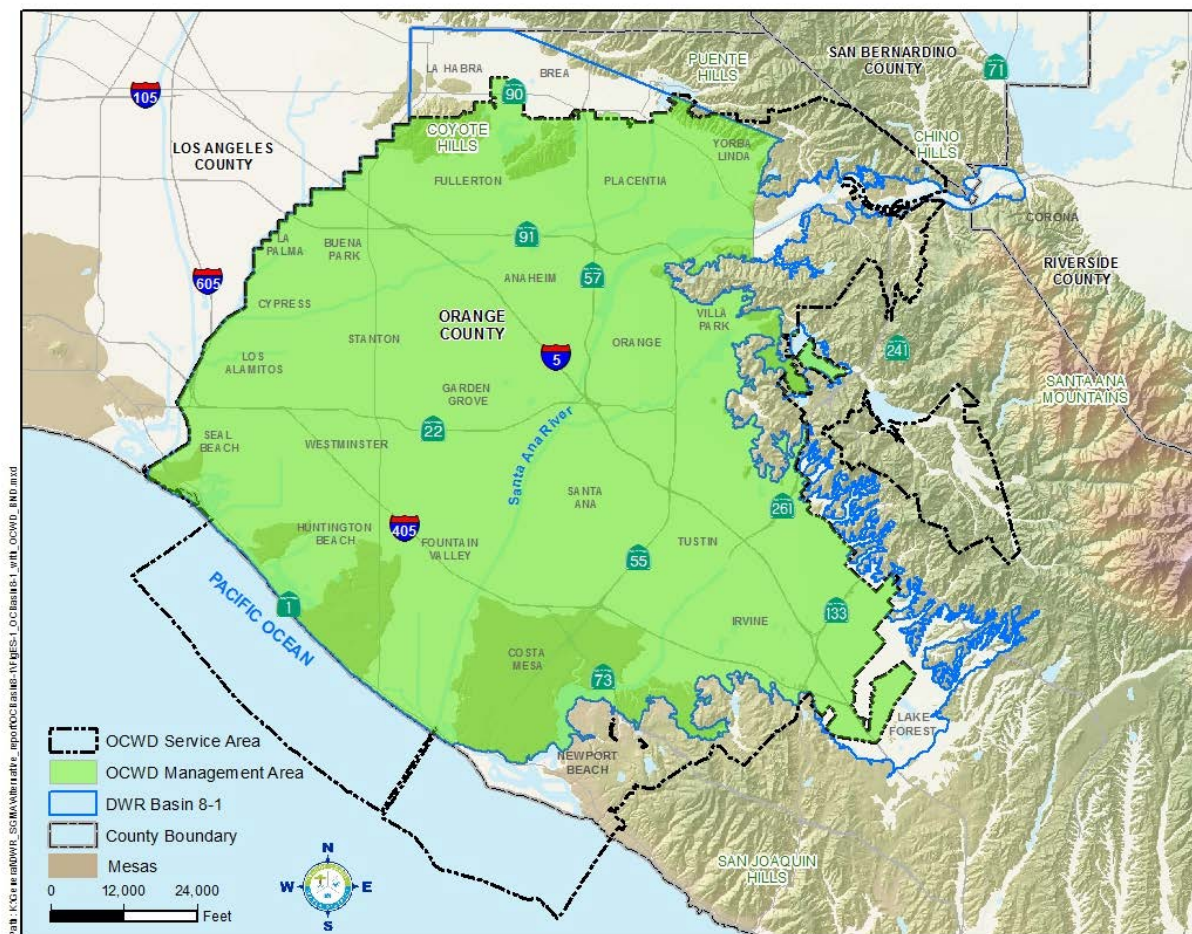 LA HABRA
BREA
PUENTE
HILLS
SAN BERNARDINO
COUNTY
71
105
90
LOS ANGELES
COUNTY
COYOTE
HILLS
YORBA
LINDA
CHINO
HILLS
FULLERTON
PLACENTIA
CORONA
LA
PALMA
BUENA
PARK
91
RIVERSIDE
COUNTY
605
ANAHEIM
57
CYPRESS
ORANGE
COUNTY
VILLA
PARK
STANTON
5
ORANGE
241
LOS
ALAMITOS
GARDEN
GROVE
SANTA ANA
MOUNTAINS
SEAL
BEACH
WESTMINSTER
22
Santa Ana River
SANTA
ANA
261
HUNTINGTON
BEACH
405
FOUNTAIN
VALLEY
TUSTIN
55
PACIFIC OCEAN
1
133
IRVINE
COSTA
MESA
73
LAKE
FOREST
NEWPORT
BEACH
SAN JOAQUIN
HILLS
OCWD Service Area
OCWD Management Area
DWR Basin 8-1
County Boundary
Mesas
0 12,000 24,000
Feet
N
W E
S